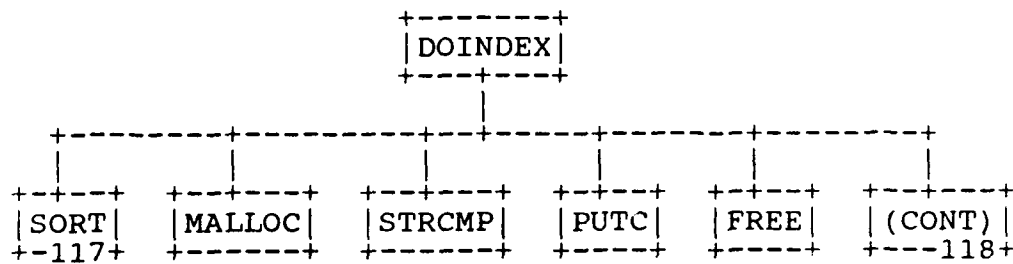 DOINDEX
SORT MALLOC STRCMP PUTC FREE (CONT)
117 118